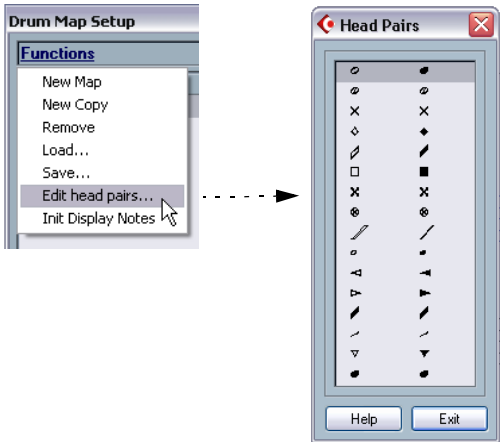 Drum Map Setup
Functions
New Map
New Copy
Remove
Load...
Save...
Edit head pairs...
Init Display Notes
Head Pairs
Help
Exit